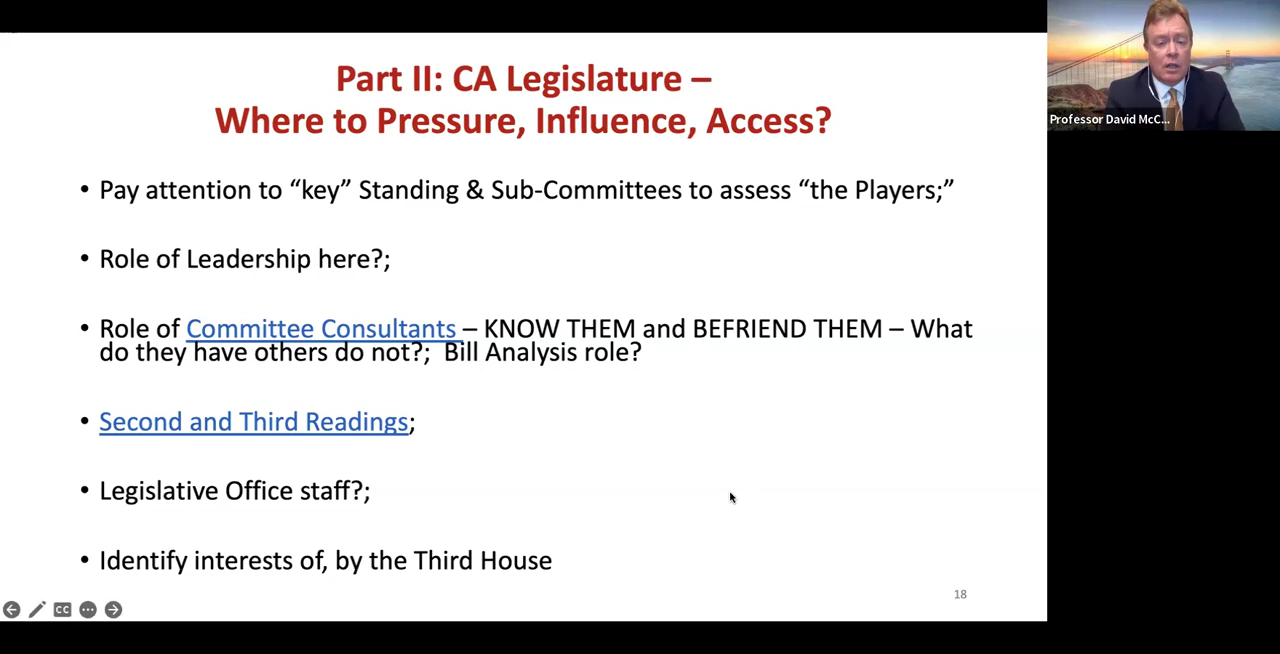 Part II: CA Legislature –
Where to Pressure, Influence, Access?
• Pay attention to “key” Standing & Sub-Committees to assess “the Players;”
• Role of Leadership here?;
• Role of Committee Consultants – KNOW THEM and BEFRIEND THEM – What
do they have others do not?; Bill Analysis role?
• Second and Third Readings;
• Legislative Office staff?;
• Identify interests of, by the Third House
18
CC
Professor David McC...